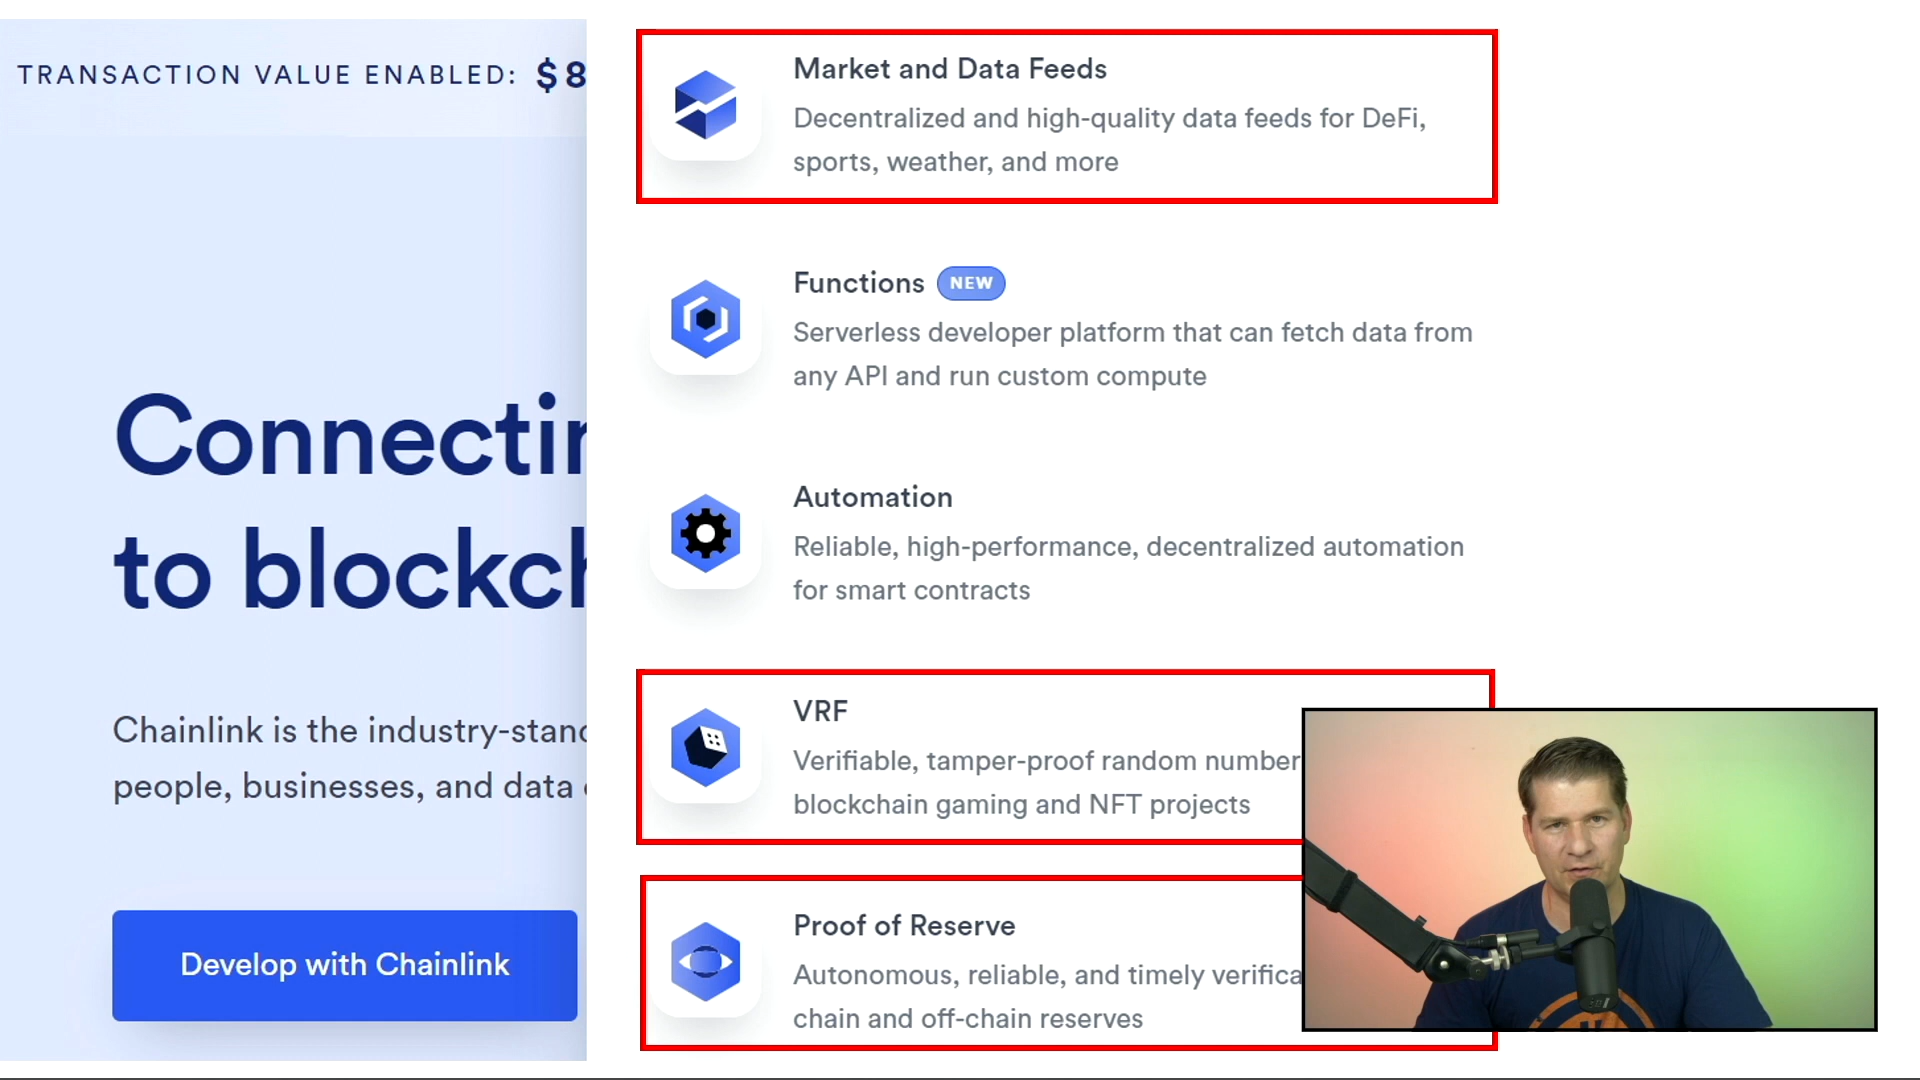 TRANSACTION VALUE ENABLED: $8
Connectin
to blockch
Chainlink is the industry-stand
people, businesses, and data
Develop with Chainlink
Market and Data Feeds
Decentralized and high-quality data feeds for DeFi,
sports, weather, and more
Functions NEW
Serverless developer platform that can fetch data from
any API and run custom compute
Automation
Reliable, high-performance, decentralized automation
for smart contracts
VRF
Verifiable, tamper-proof random number
blockchain gaming and NFT projects
Proof of Reserve
Autonomous, reliable, and timely verifica
chain and off-chain reserves